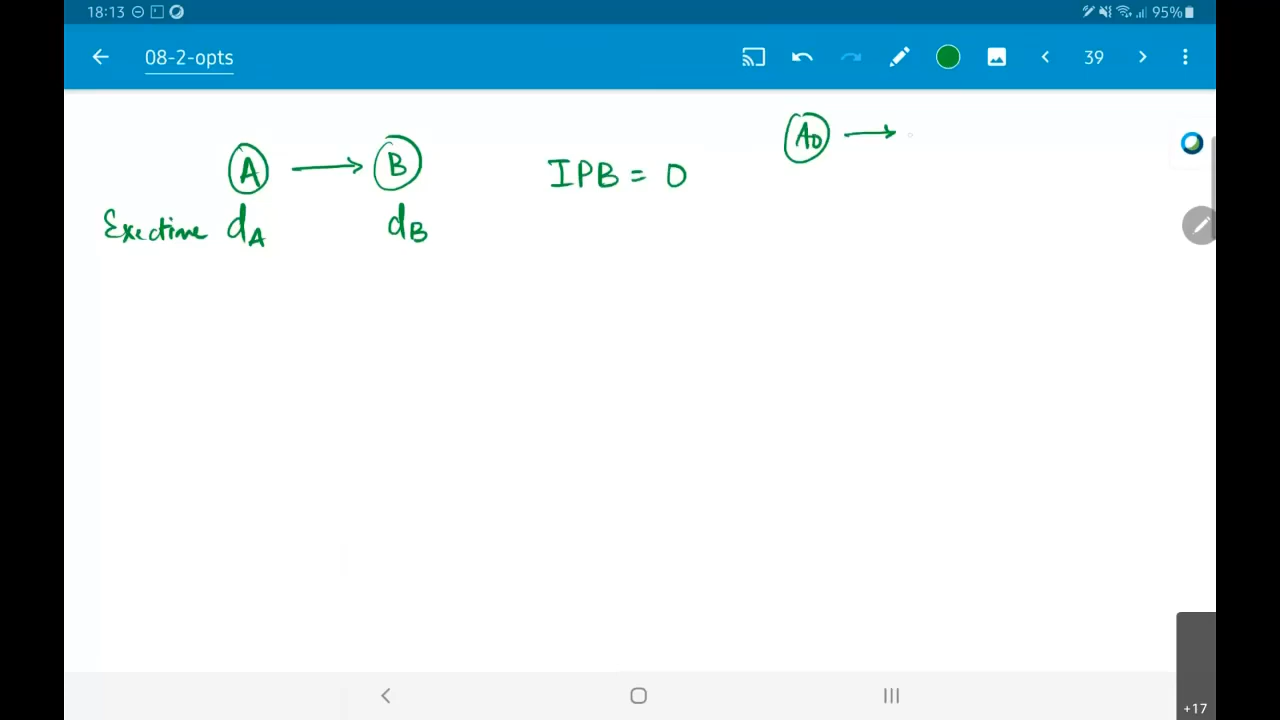 18:13 95%
08-2-opts 39
A → B IPB = 0 A0 →
Exectime dA dB
+17